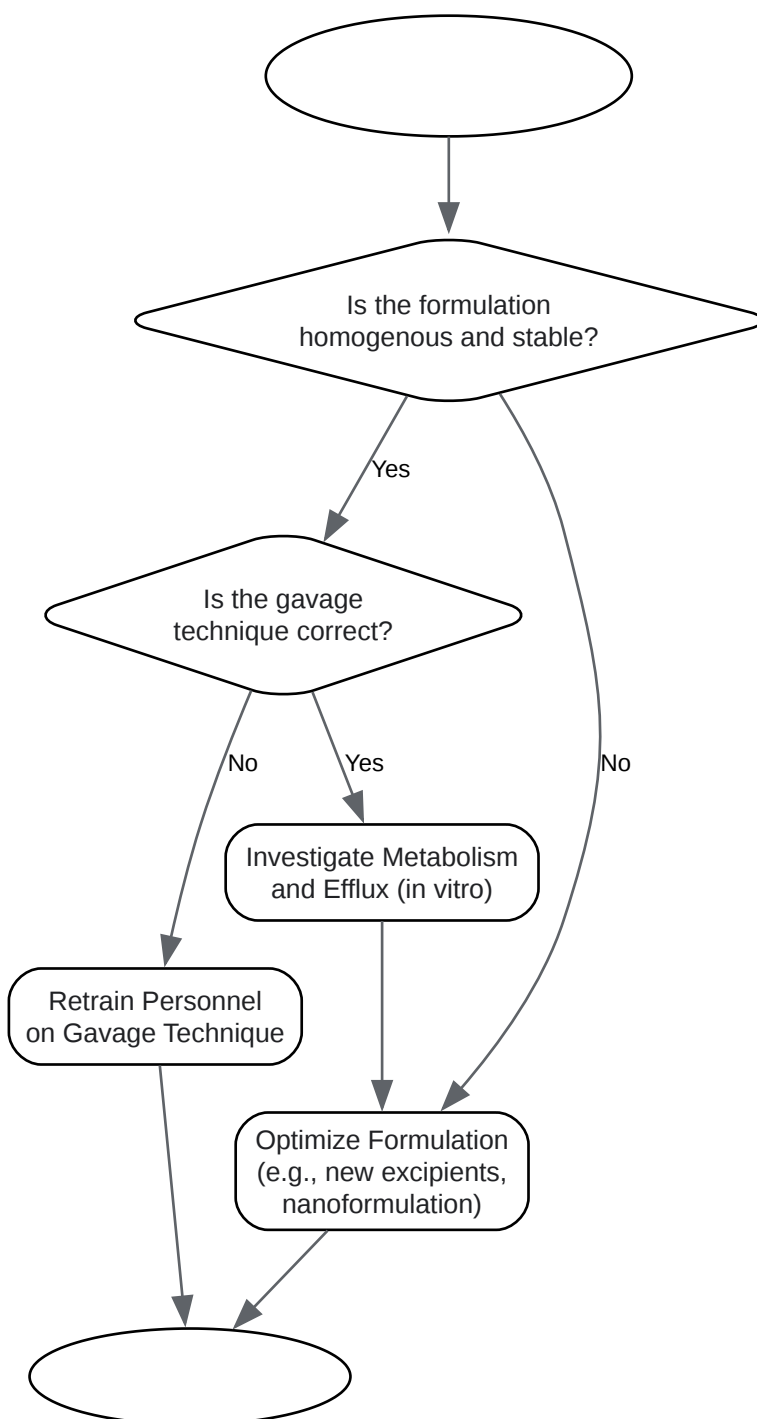 Is the formulation
homogenous and stable?
Yes
Is the gavage
technique correct?
No
Yes
No
Investigate Metabolism
and Efflux (in vitro)
Retrain Personnel
on Gavage Technique
Optimize Formulation
(e.g., new excipients,
nanoformulation)